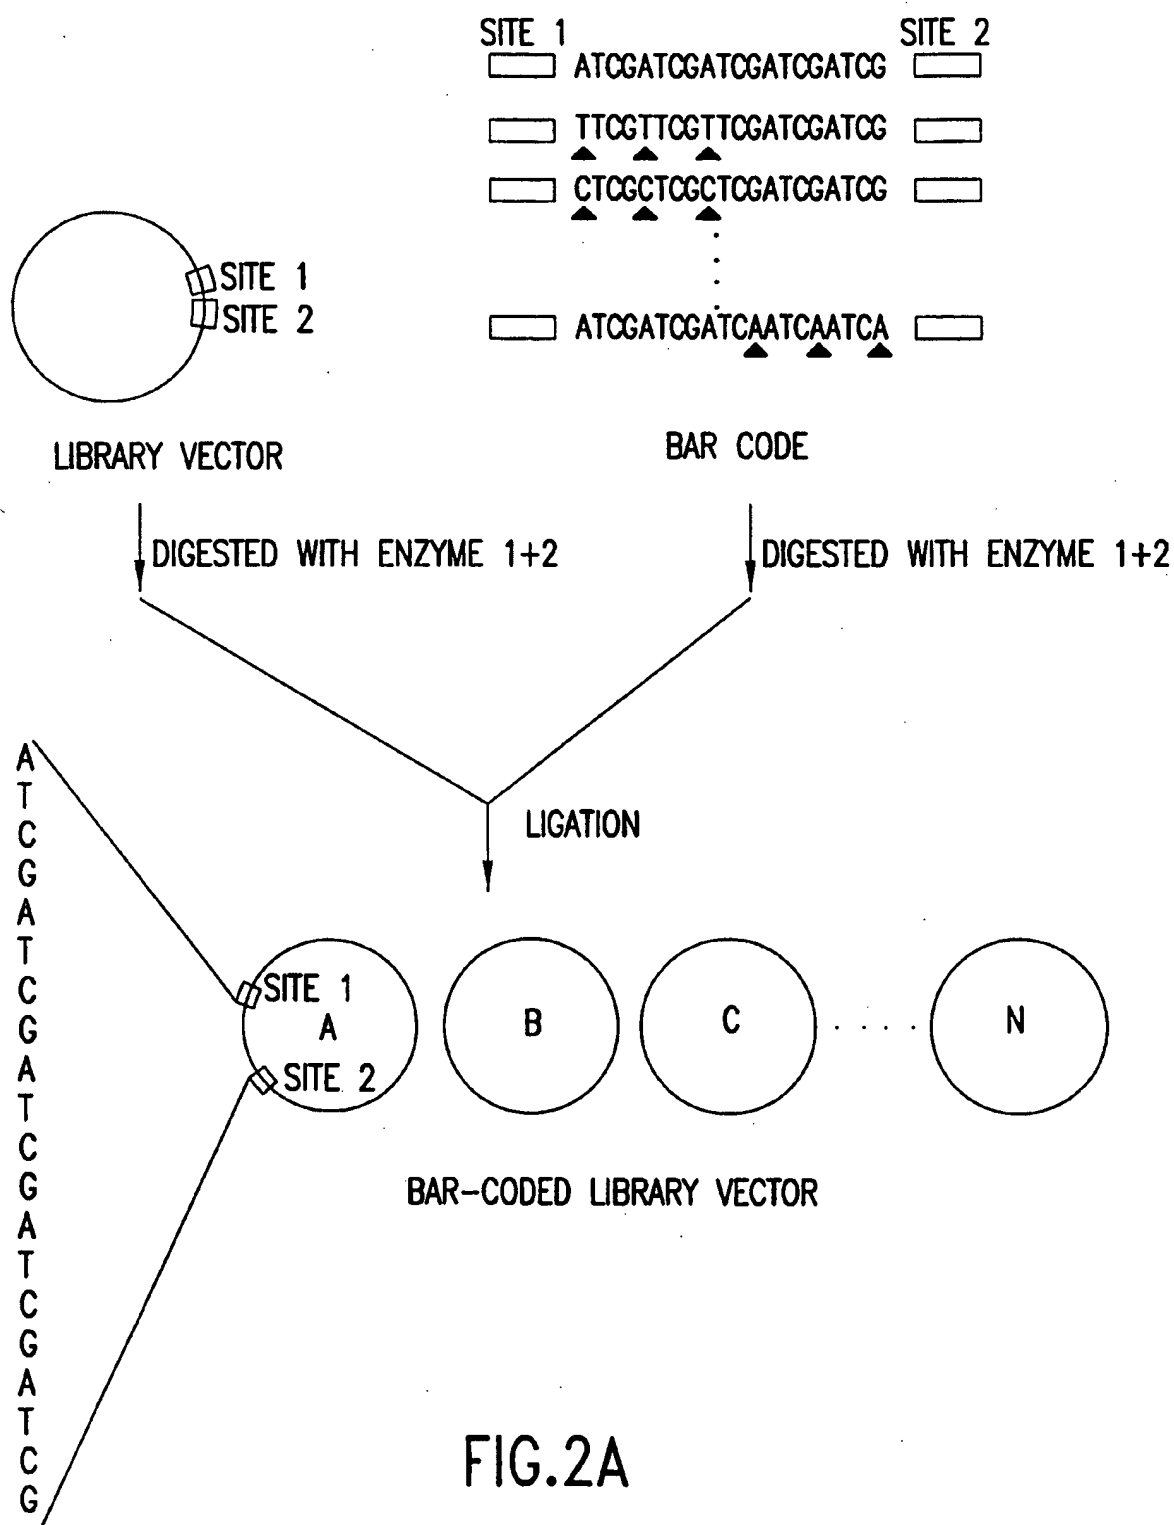 SITE 1 SITE 2
ATCGATCGATCGATCGATCG
TTCGTTCGTTCGATCGATCG
CTCGCTCGCTCGATCGATCG
ATCGATCGATCAATCAATCA
SITE 1
SITE 2
LIBRARY VECTOR
BAR CODE
DIGESTED WITH ENZYME 1+2
DIGESTED WITH ENZYME 1+2
LIGATION
A
T
C
G
A
T
C
G
A
T
C
G
A
T
C
G
A
T
C
G
SITE 1
A
SITE 2
B
C
N
BAR-CODED LIBRARY VECTOR
FIG.2A